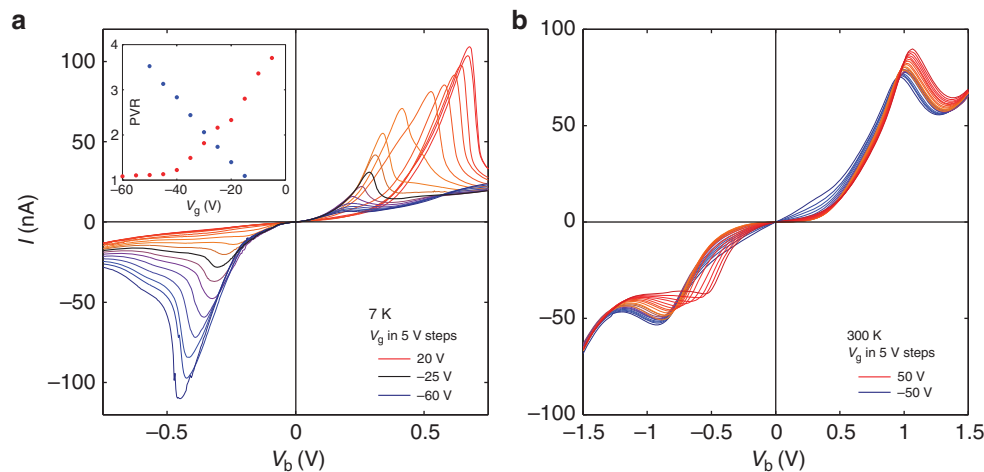 a
I (nA)
100
50
0
−50
−100
−0.5
0
0.5
V_b (V)
PVR
4
3
2
1
−60
−40
−20
0
V_g (V)
7 K
V_g in 5 V steps
20 V
−25 V
−60 V
b
100
50
0
−50
−100
−1.5
−1
−0.5
0
0.5
1
1.5
V_b (V)
300 K
V_g in 5 V steps
50 V
−50 V